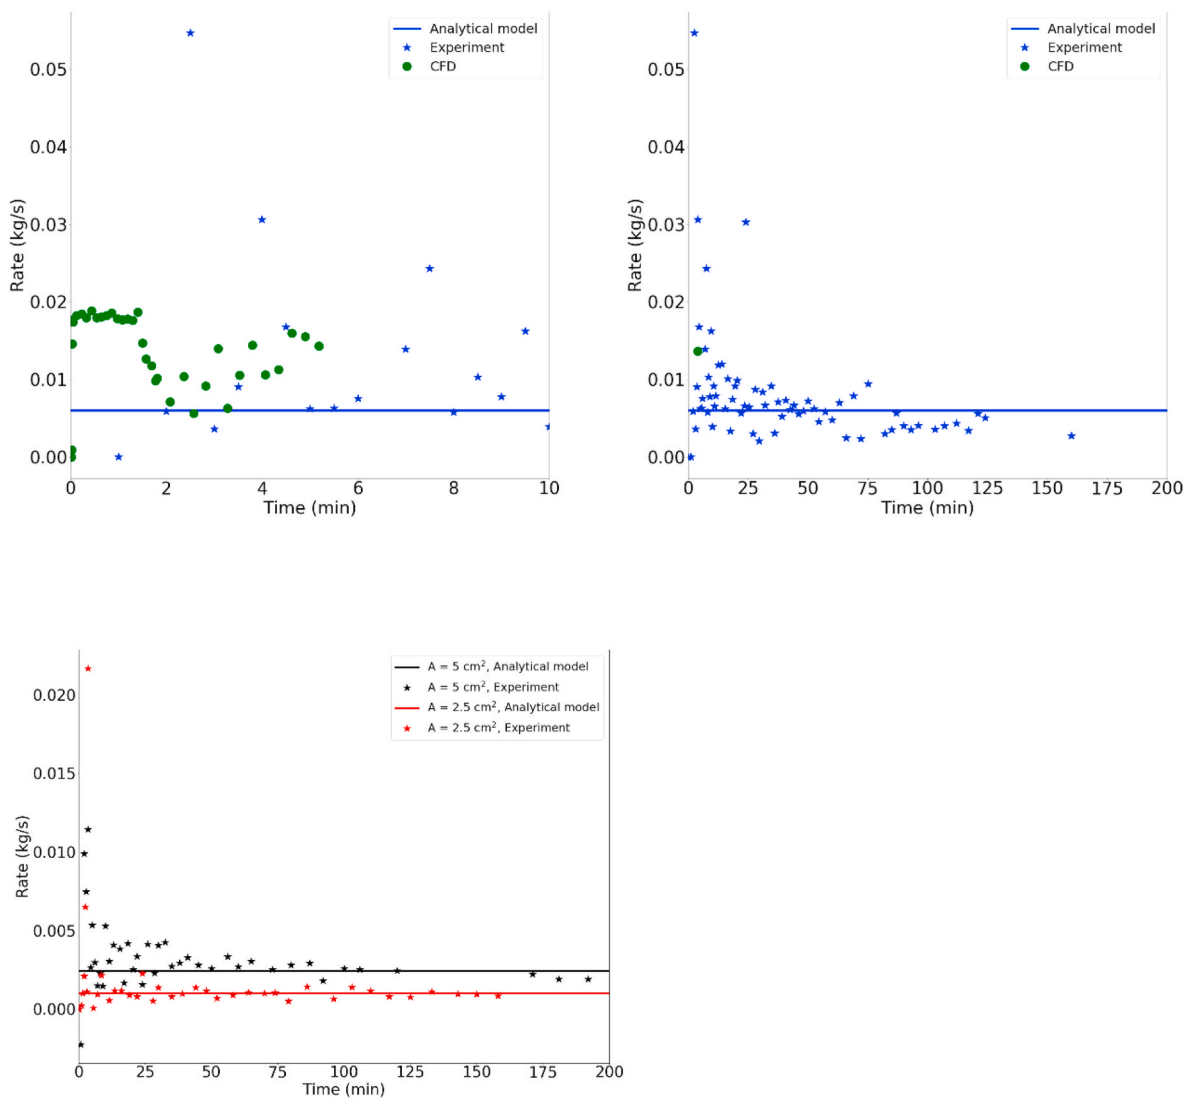 Analytical model
Experiment
CFD
0.05
0.04
0.03
0.02
0.01
0.00
Rate (kg/s)
0 2 4 6 8 10
Time (min)
Analytical model
Experiment
CFD
0.05
0.04
0.03
0.02
0.01
0.00
Rate (kg/s)
0 25 50 75 100 125 150 175 200
Time (min)
A = 5 cm², Analytical model
A = 5 cm², Experiment
A = 2.5 cm², Analytical model
A = 2.5 cm², Experiment
0.020
0.015
0.010
0.005
0.000
Rate (kg/s)
0 25 50 75 100 125 150 175 200
Time (min)